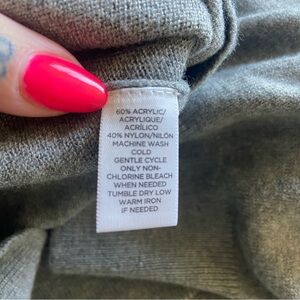 60% ACRYLIC/
ACRYLIQUE/
ACRÍLICO
40% NYLON/NILÓN
MACHINE WASH
COLD
GENTLE CYCLE
ONLY NON-
CHLORINE BLEACH
WHEN NEEDED
TUMBLE DRY LOW
WARM IRON
IF NEEDED